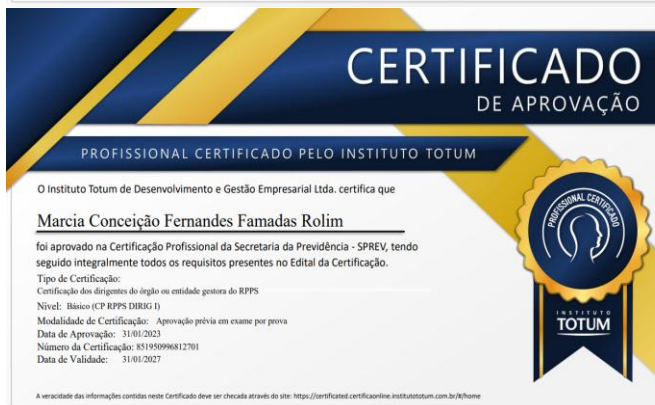 CERTIFICADO
DE APROVAÇÃO
PROFISSIONAL CERTIFICADO PELO INSTITUTO TOTUM
O Instituto Totum de Desenvolvimento e Gestão Empresarial Ltda. certifica que
Marcia Conceição Fernandes Famadas Rolim
foi aprovado na Certificação Profissional da Secretaria da Previdência - SPREV, tendo
seguido integralmente todos os requisitos presentes no Edital da Certificação.
Tipo de Certificação:
Certificação dos dirigentes do órgão ou entidade gestora do RPPS
Nível: Básico (CP RPPS DIRIG I)
Modalidade de Certificação: Aprovação prévia em exame por prova
Data de Aprovação: 31/01/2023
Número da Certificação: 851950996812701
Data de Validade: 31/01/2027
PROFISSIONAL CERTIFICADO
INSTITUTO
TOTUM
A veracidade das informações contidas neste Certificado deve ser checada através do site: https://certificated.certificaonline.institutototum.com.br/#/home